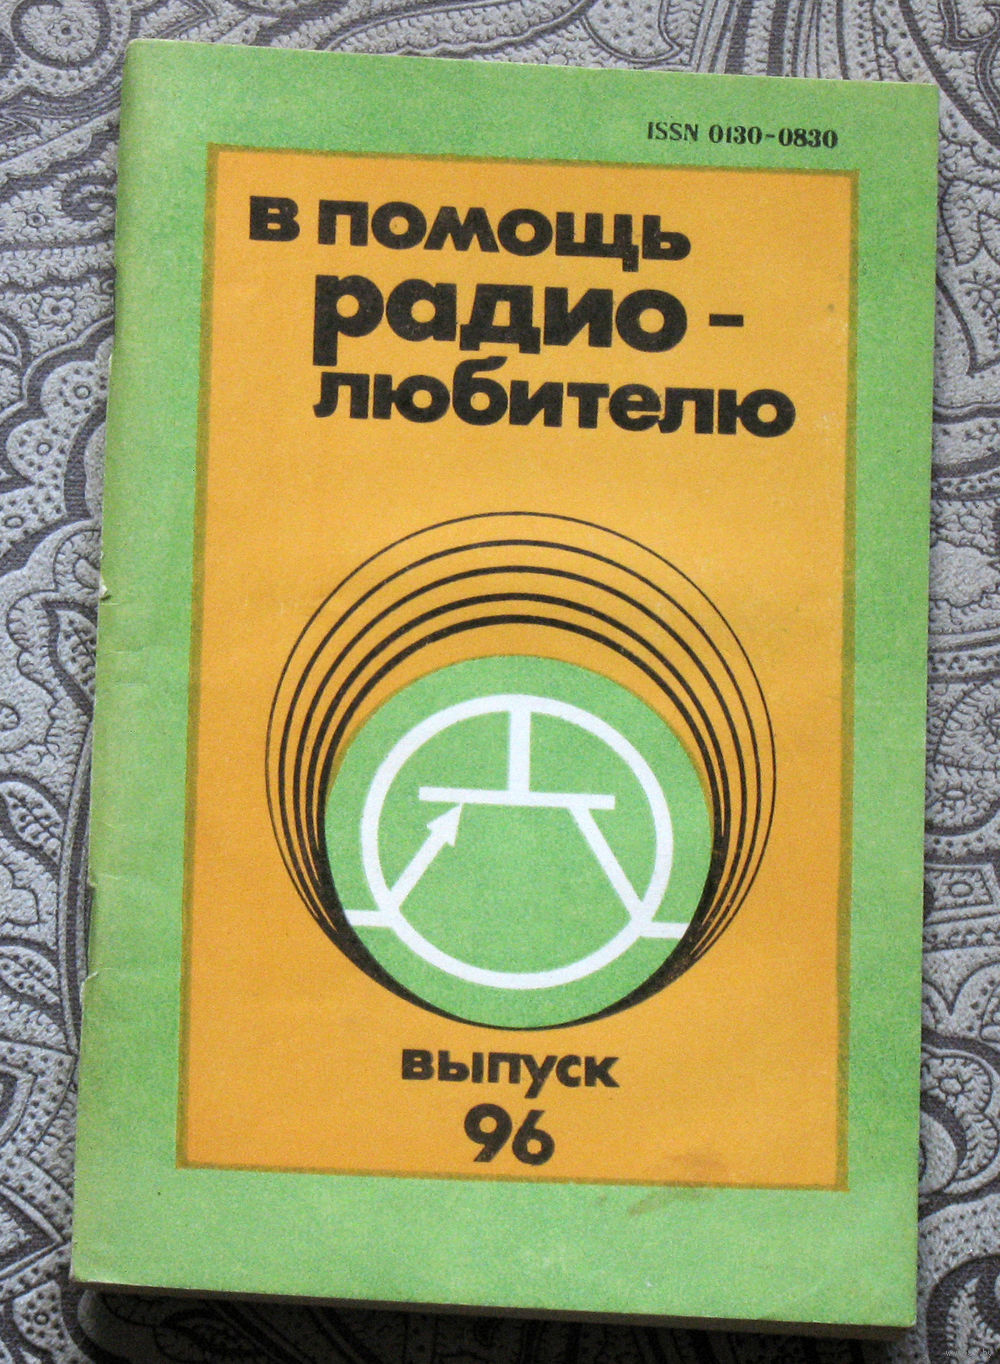 ISSN 0130-0830
в помощь
радио-
любителю
выпуск
96